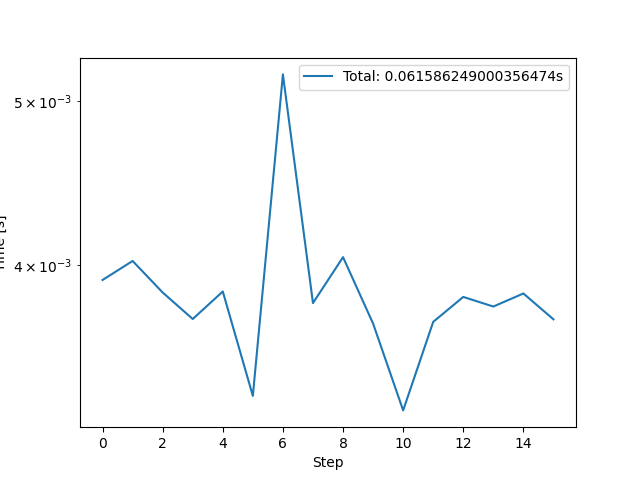 Total: 0.061586249000356474s
5 × 10⁻³
4 × 10⁻³
[s]
0 2 4 6 8 10 12 14
Step